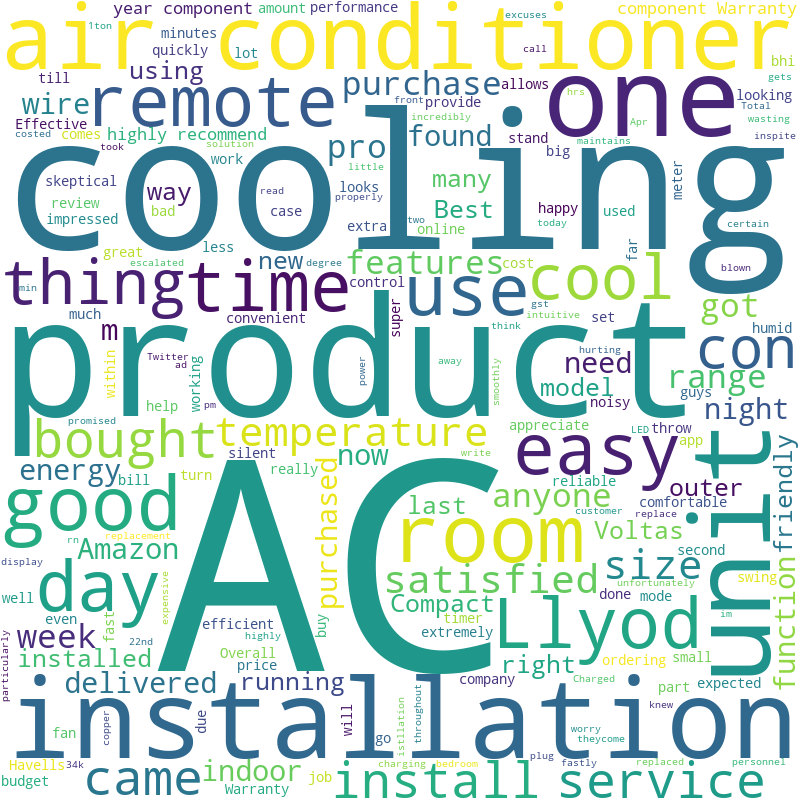 year component amount performance excuses component Warranty
1ton minutes call
air conditioner
quickly lot bhi
till using purchase allows one looking gets
wire remote front provide hrs Total
Effective comes highly recommend incredibly Apr wasting
costed took solution pro found stand big maintains inspite
skeptical work little many meter
cooling
way looks read properly
review bad case Best happy used certain
impressed extra two online today far
great less
escalated new degree features cost cool blown
min thing time control use got
much convenient super gst intuitive set humid
m think con
product
within Twitter ad working power away smoothly hurting need range guys
help pm model night
promised noisy LED throw app
bought temperature appreciate easy
silent now write
energy bill turn really anyone reliable outer friendly
good last customer replace comfortable unit
rn replacement purchased room Voltas second
Amazon satisfied size
display expensive AC unfortunately swing
well day fast buy Compact done mode function
even efficient timer Llyod im
week 22nd highly extremely
particularly installed Overall price right ordering small
running company Charged part expected
delivered due will knew
installation
fan copper go istllation throughout worry theycome
Havells 34k indoor job charging plug fastly replaced personnel
budget came Warranty bedroom
install service